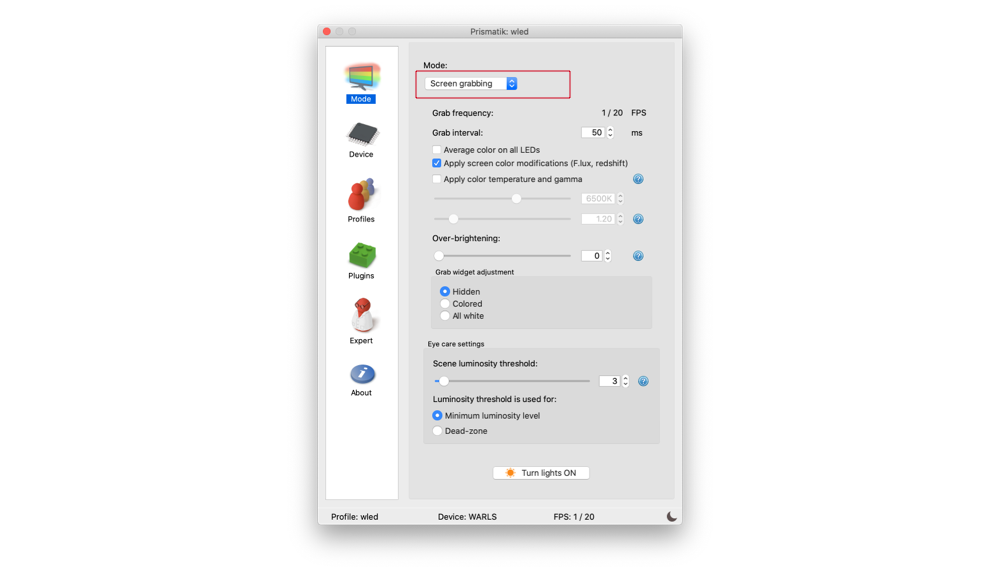 Prismatik: wled
Mode:
Screen grabbing
Mode
Grab frequency: 1 / 20 FPS
Grab interval: 50 ms
Average color on all LEDs
Device
Apply screen color modifications (F.lux, redshift)
Apply color temperature and gamma
6500K
Profiles
1.20
Over-brightening:
0
Plugins
Grab widget adjustment
Hidden
Colored
All white
Expert
Eye care settings
Scene luminosity threshold:
3
About
Luminosity threshold is used for:
Minimum luminosity level
Dead-zone
Turn lights ON
Profile: wled Device: WARLS FPS: 1 / 20